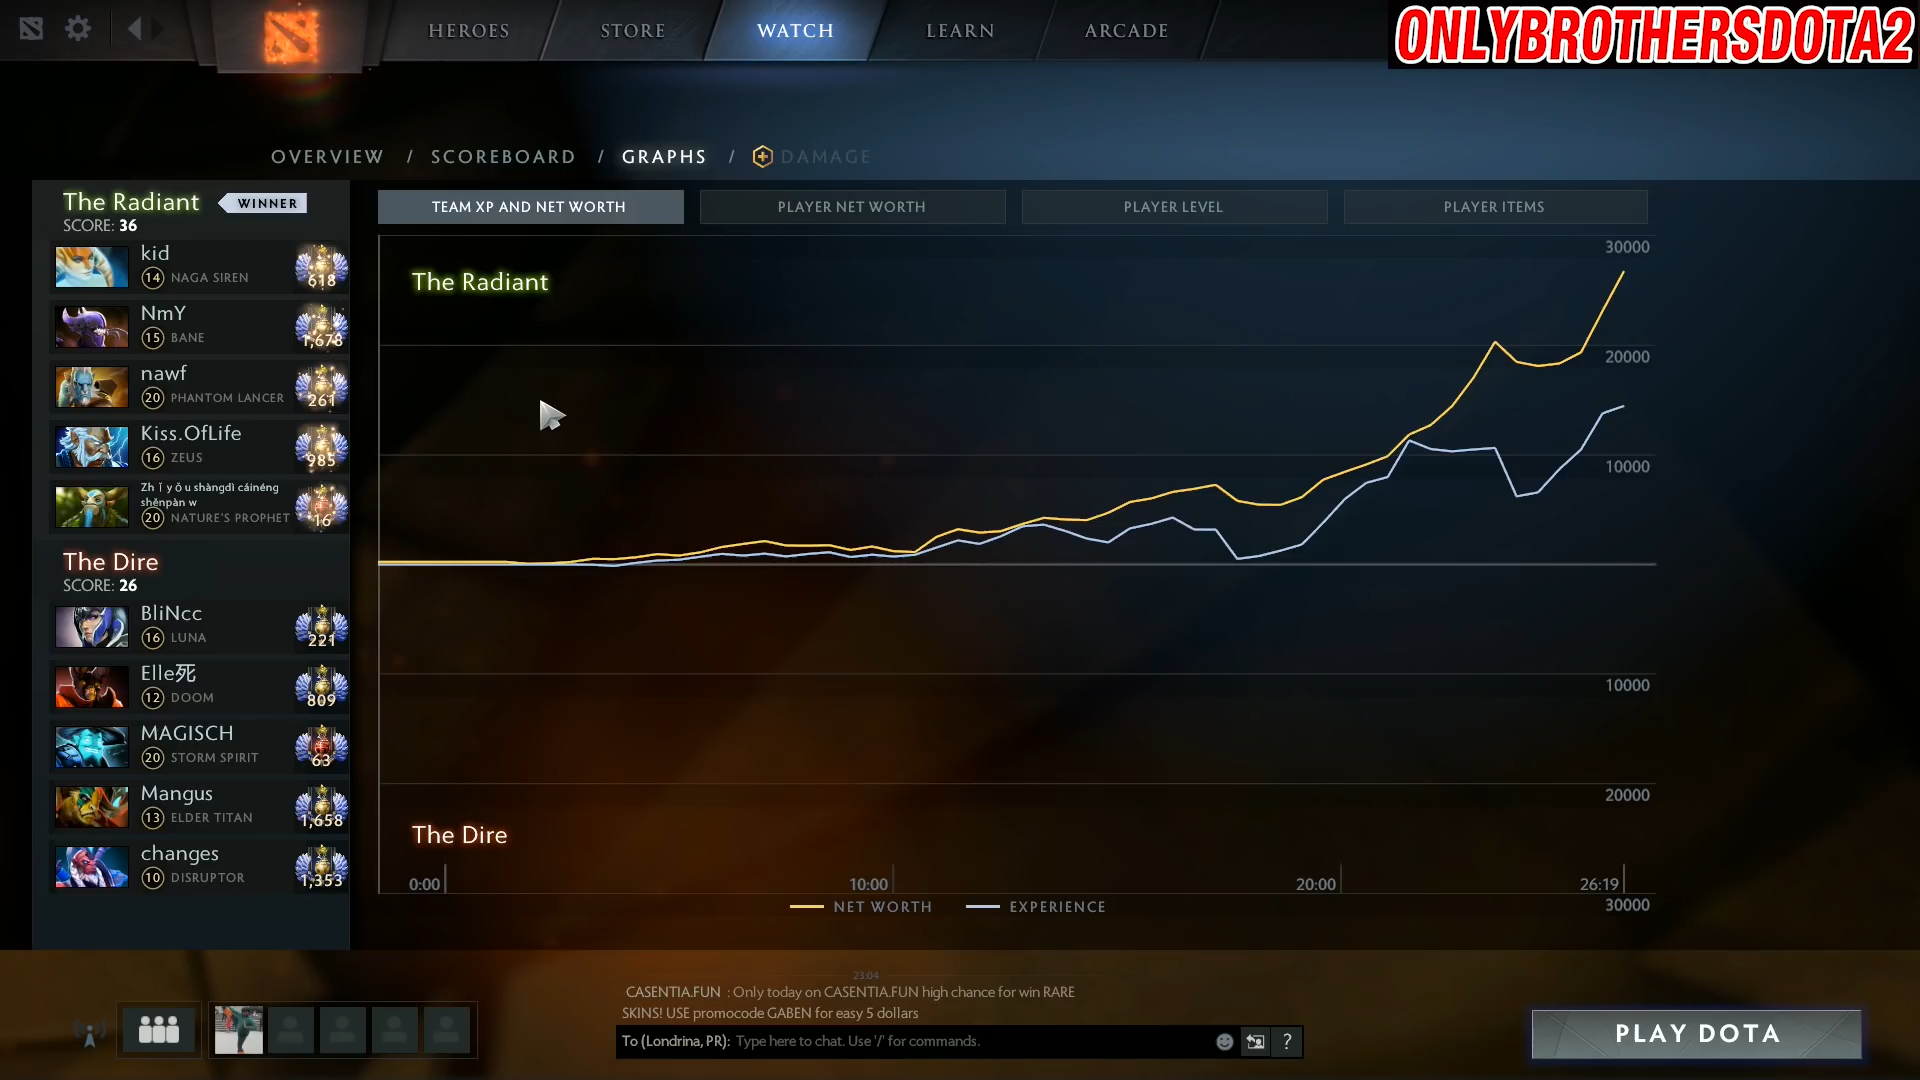 HEROES
STORE
WATCH
LEARN
ARCADE
ONLYBROTHERSDOTA2
OVERVIEW / SCOREBOARD / GRAPHS / DAMAGE
The Radiant
WINNER
SCORE: 36
kid
14 NAGA SIREN
618
NmY
15 BANE
1,678
nawf
20 PHANTOM LANCER
261
Kiss.OfLife
16 ZEUS
985
Zhǐ yǒu shàngdì cáinéng
shěnpàn w
20 NATURE'S PROPHET
16
The Dire
SCORE: 26
BliNcc
16 LUNA
221
Elle死
12 DOOM
809
MAGISCH
20 STORM SPIRIT
63
Mangus
13 ELDER TITAN
1,658
changes
10 DISRUPTOR
1,353
TEAM XP AND NET WORTH
PLAYER NET WORTH
PLAYER LEVEL
PLAYER ITEMS
The Radiant
30000
20000
10000
10000
20000
The Dire
0:00
10:00
20:00
26:19
30000
NET WORTH
EXPERIENCE
23:04
CASENTIA.FUN : Only today on CASENTIA.FUN high chance for win RARE
SKINS! USE promocode GABEN for easy 5 dollars
To (Londrina, PR): Type here to chat. Use '/' for commands.
?
PLAY DOTA